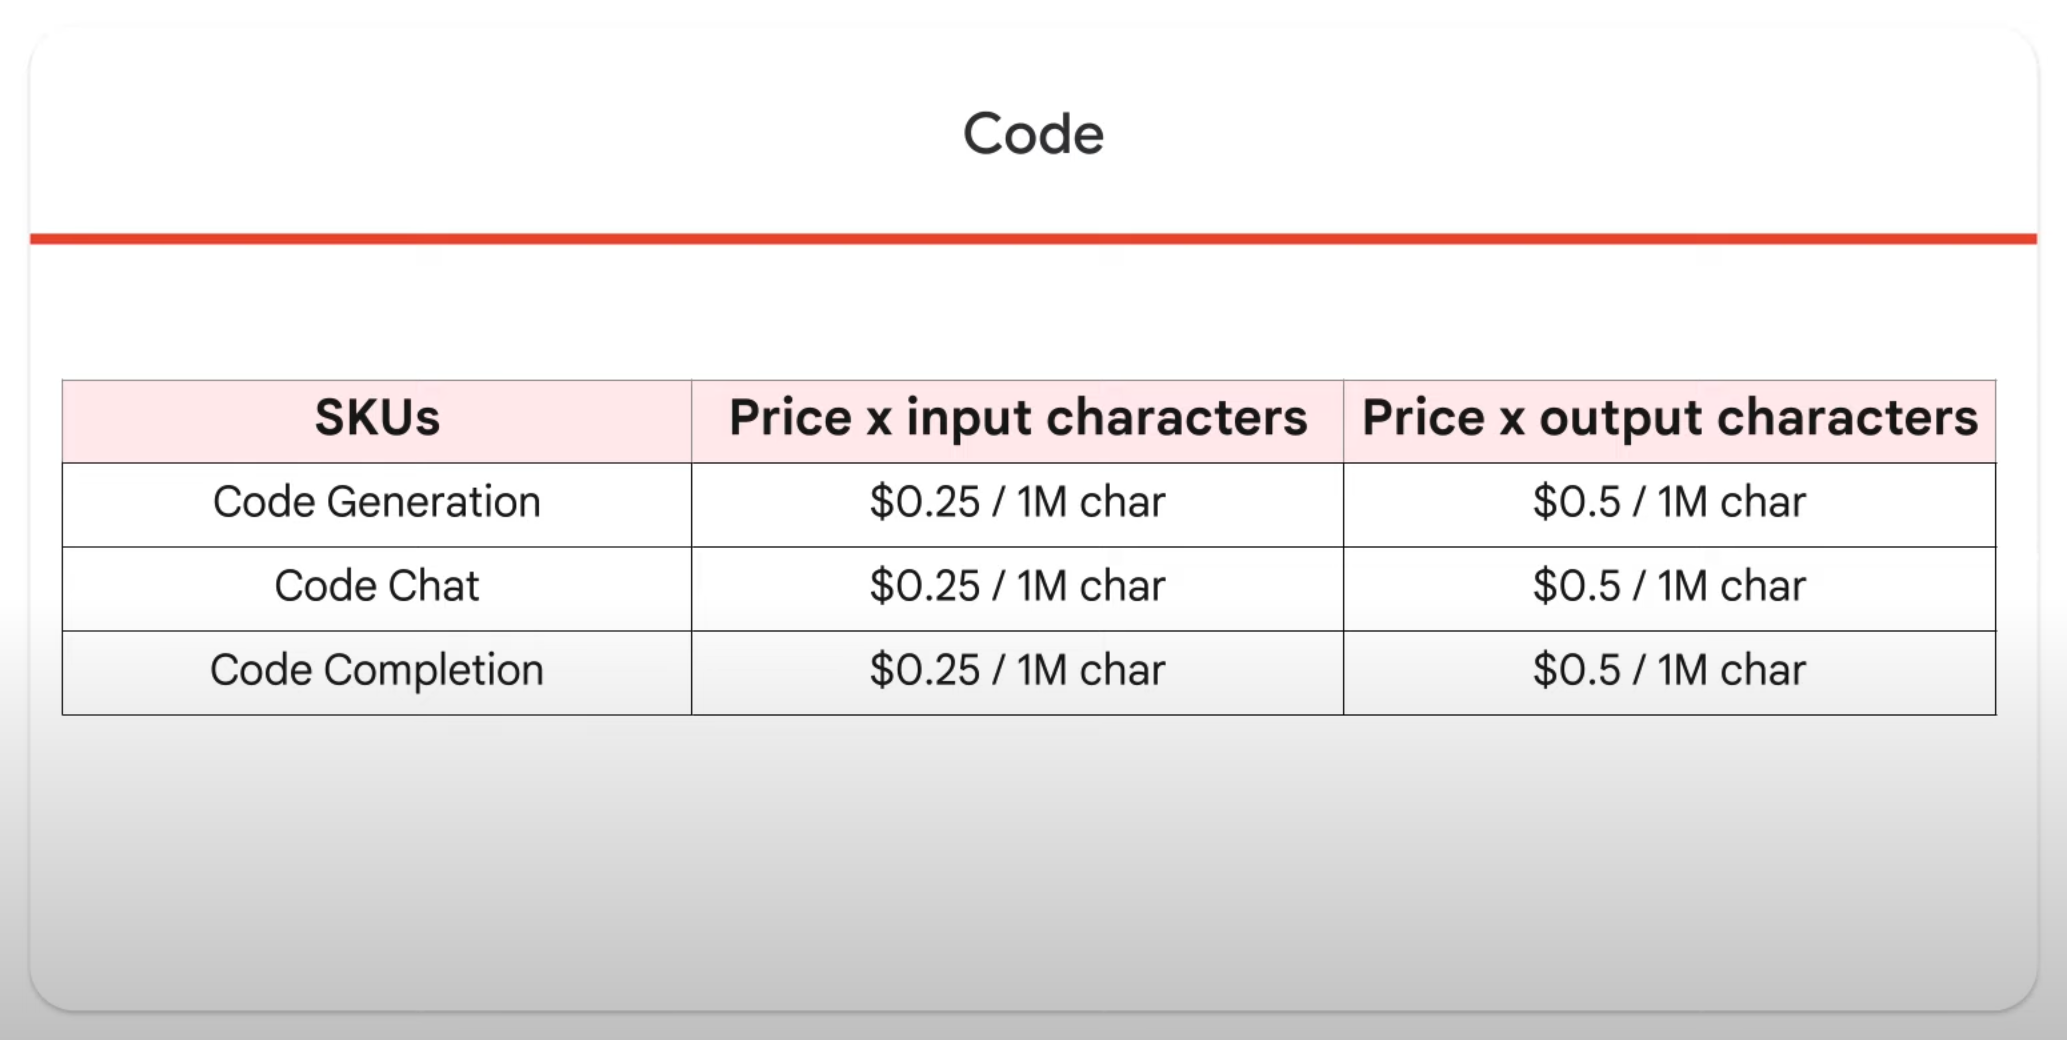 Code
SKUs Price x input characters Price x output characters
Code Generation $0.25 / 1M char $0.5 / 1M char
Code Chat $0.25 / 1M char $0.5 / 1M char
Code Completion $0.25 / 1M char $0.5 / 1M char